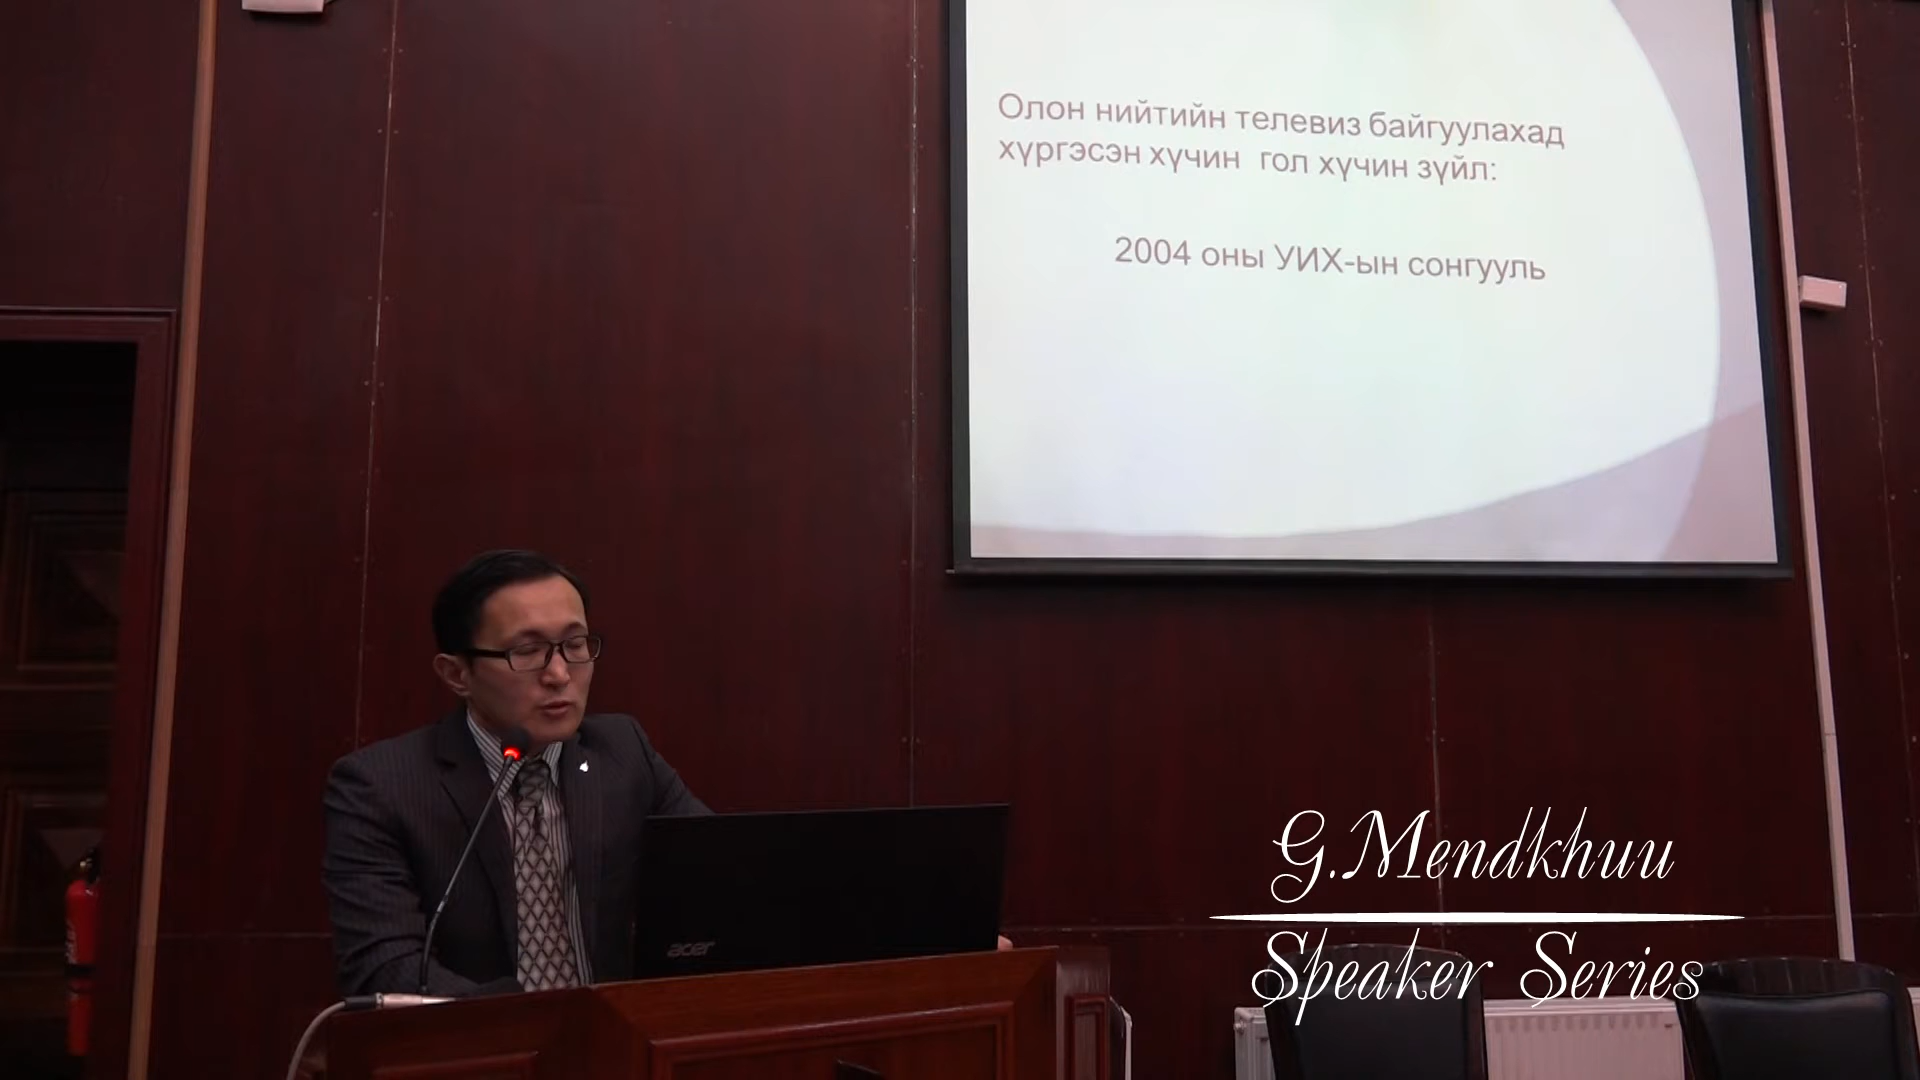 Олон нийтийн телевиз байгуулахад
хүргэсэн хүчин гол хүчин зүйл:
2004 оны УИХ-ын сонгууль
acer
G.Mendkhuu
Speaker Series